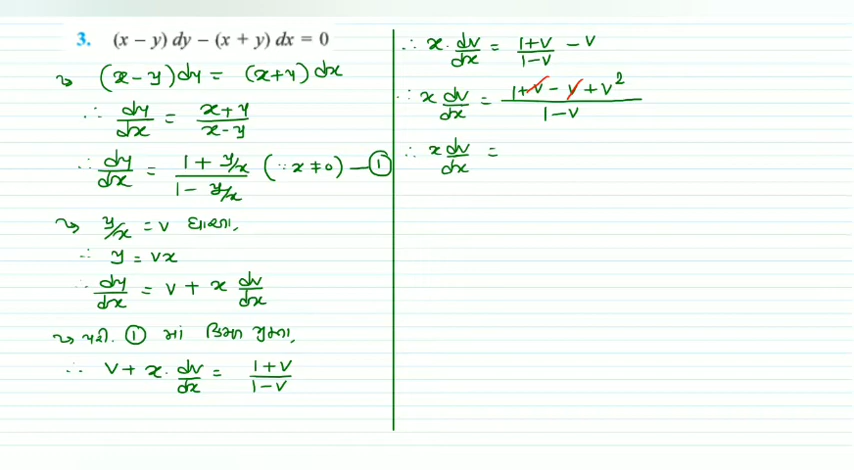 3. (x – y) dy – (x + y) dx = 0
(x-y)dy = (x+y)dx
∴ dy/dx = x+y/x-y
∴ dy/dx = 1 + y/x / 1 - y/x (∵ x ≠ 0) — ①
y/x = v ધારતા,
∴ y = vx
∴ dy/dx = v + x dv/dx
① માં કિંમત મુકતા,
∴ v + x · dv/dx = 1+v/1-v
∴ x · dv/dx = 1+v/1-v - v
∴ x dv/dx = 1+v - v + v²/1-v
∴ x dv/dx =